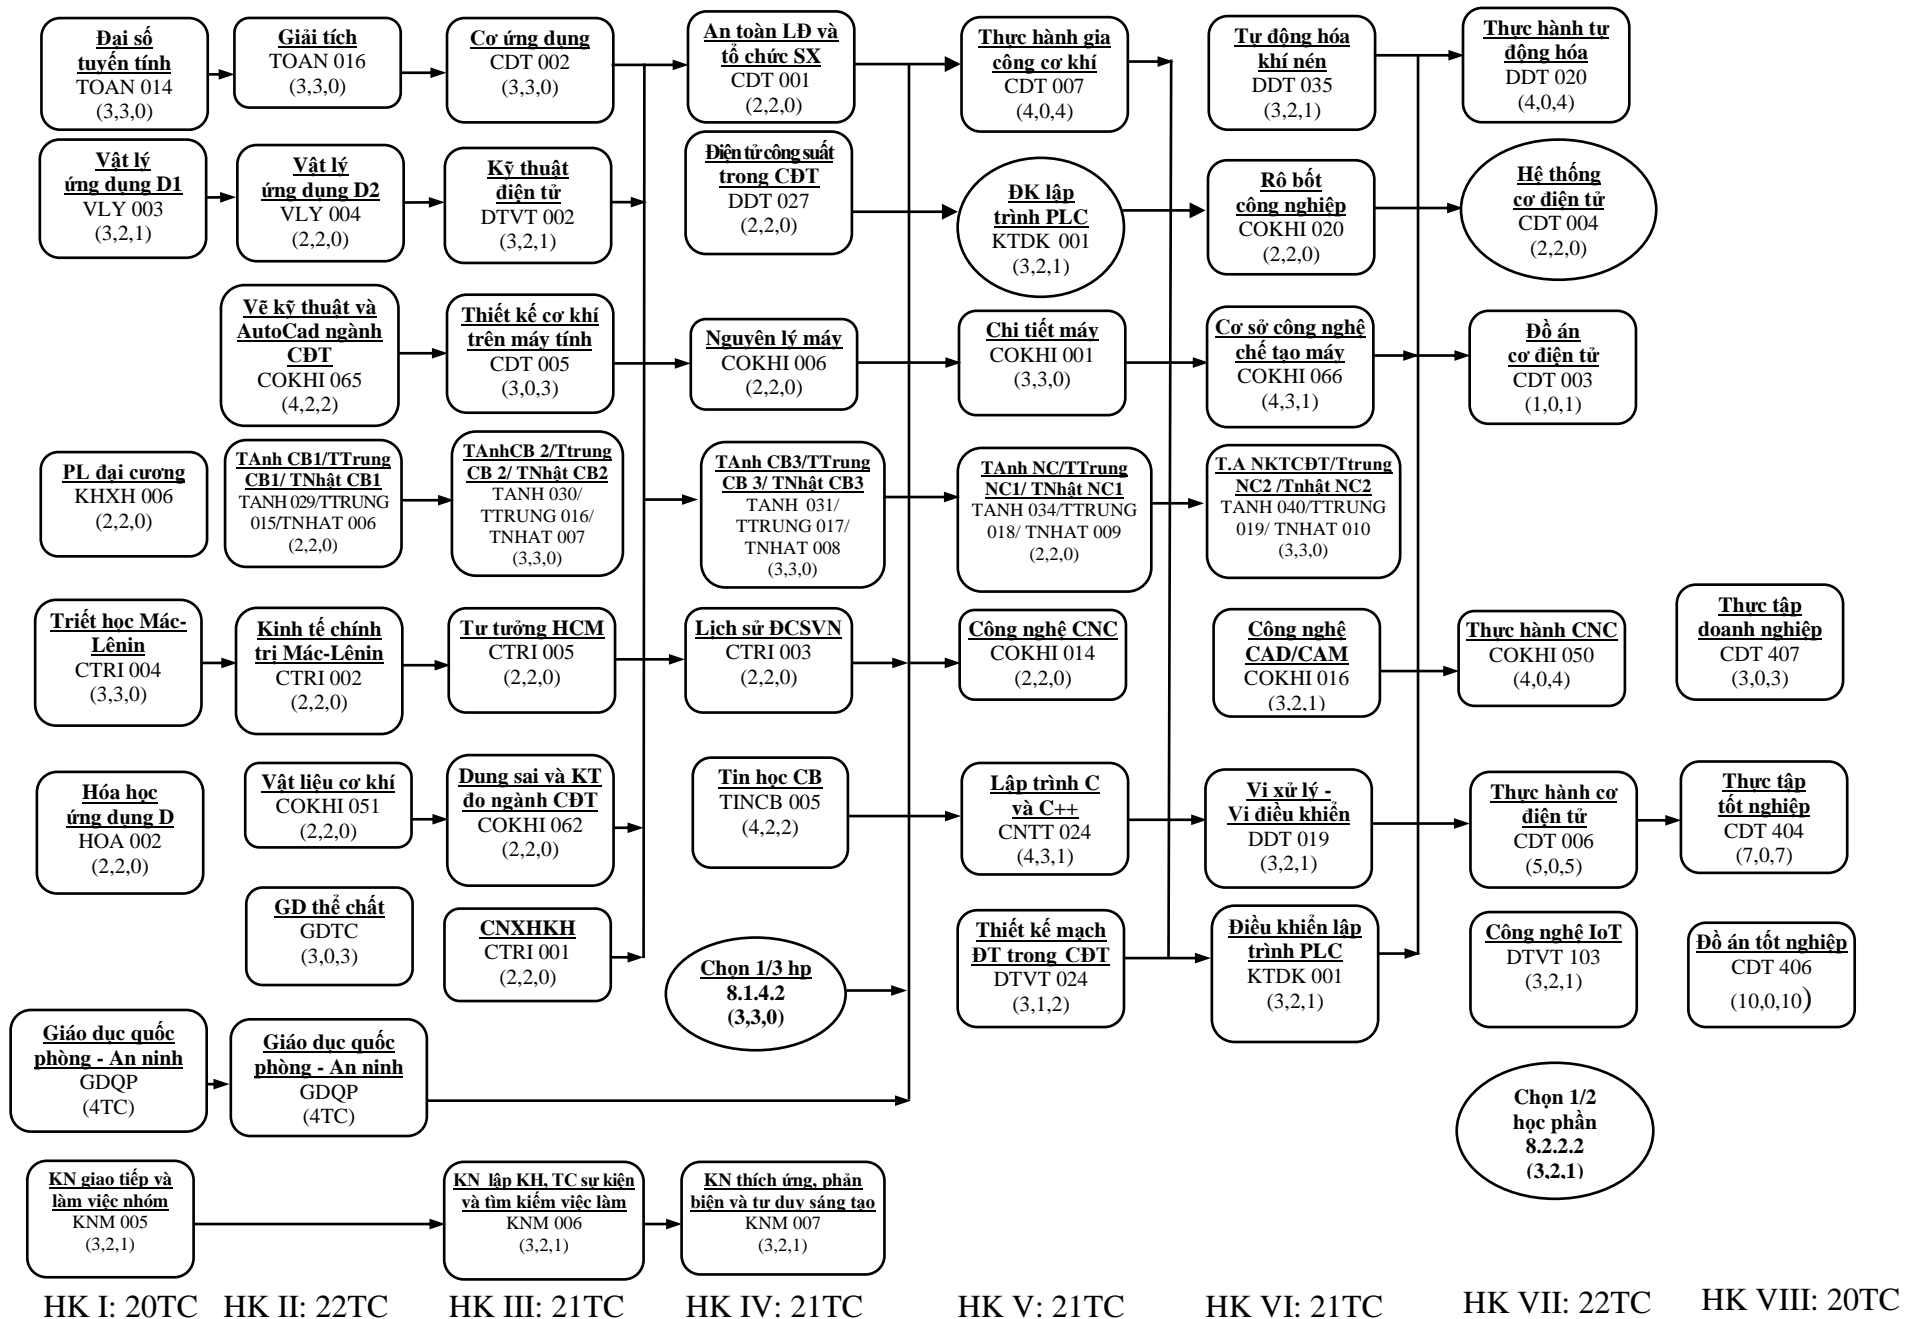 Đại số
tuyến tính
TOAN 014
(3,3,0)
Giải tích
TOAN 016
(3,3,0)
Cơ ứng dụng
CDT 002
(3,3,0)
An toàn LĐ và
tổ chức SX
CDT 001
(2,2,0)
Thực hành gia
công cơ khí
CDT 007
(4,0,4)
Tự động hóa
khí nén
DDT 035
(3,2,1)
Thực hành tự
động hóa
DDT 020
(4,0,4)
Vật lý
ứng dụng D1
VLY 003
(3,2,1)
Vật lý
ứng dụng D2
VLY 004
(2,2,0)
Kỹ thuật
điện tử
DTVT 002
(3,2,1)
Điện tử công suất
trong CĐT
DDT 027
(2,2,0)
ĐK lập
trình PLC
KTDK 001
(3,2,1)
Rô bốt
công nghiệp
COKHI 020
(2,2,0)
Hệ thống
cơ điện tử
CDT 004
(2,2,0)
Vẽ kỹ thuật và
AutoCad ngành
CĐT
COKHI 065
(4,2,2)
Thiết kế cơ khí
trên máy tính
CDT 005
(3,0,3)
Nguyên lý máy
COKHI 006
(2,2,0)
Chi tiết máy
COKHI 001
(3,3,0)
Cơ sở công nghệ
chế tạo máy
COKHI 066
(4,3,1)
Đồ án
cơ điện tử
CDT 003
(1,0,1)
PL đại cương
KHXH 006
(2,2,0)
TAnh CB1/TTrung
CB1/ TNhật CB1
TANH 029/TTRUNG
015/TNHAT 006
(2,2,0)
TAnhCB 2/Ttrung
CB 2/ TNhật CB2
TANH 030/
TTRUNG 016/
TNHAT 007
(3,3,0)
TAnh CB3/TTrung
CB 3/ TNhật CB3
TANH 031/
TTRUNG 017/
TNHAT 008
(3,3,0)
TAnh NC/TTrung
NC1/ TNhật NC1
TANH 034/TTRUNG
018/ TNHAT 009
(2,2,0)
T.A NKTCĐT/Ttrung
NC2 /Tnhật NC2
TANH 040/TTRUNG
019/ TNHAT 010
(3,3,0)
Triết học Mác-
Lênin
CTRI 004
(3,3,0)
Kinh tế chính
trị Mác-Lênin
CTRI 002
(2,2,0)
Tư tưởng HCM
CTRI 005
(2,2,0)
Lịch sử ĐCSVN
CTRI 003
(2,2,0)
Công nghệ CNC
COKHI 014
(2,2,0)
Công nghệ
CAD/CAM
COKHI 016
(3,2,1)
Thực hành CNC
COKHI 050
(4,0,4)
Thực tập
doanh nghiệp
CDT 407
(3,0,3)
Hóa học
ứng dụng D
HOA 002
(2,2,0)
Vật liệu cơ khí
COKHI 051
(2,2,0)
Dung sai và KT
đo ngành CĐT
COKHI 062
(2,2,0)
Tin học CB
TINCB 005
(4,2,2)
Lập trình C
và C++
CNTT 024
(4,3,1)
Vi xử lý -
Vi điều khiển
DDT 019
(3,2,1)
Thực hành cơ
điện tử
CDT 006
(5,0,5)
Thực tập
tốt nghiệp
CDT 404
(7,0,7)
GD thể chất
GDTC
(3,0,3)
CNXHKH
CTRI 001
(2,2,0)
Chọn 1/3 hp
8.1.4.2
(3,3,0)
Thiết kế mạch
ĐT trong CĐT
DTVT 024
(3,1,2)
Điều khiển lập
trình PLC
KTDK 001
(3,2,1)
Công nghệ IoT
DTVT 103
(3,2,1)
Đồ án tốt nghiệp
CDT 406
(10,0,10)
Giáo dục quốc
phòng - An ninh
GDQP
(4TC)
Giáo dục quốc
phòng - An ninh
GDQP
(4TC)
Chọn 1/2
học phần
8.2.2.2
(3,2,1)
KN giao tiếp và
làm việc nhóm
KNM 005
(3,2,1)
KN lập KH, TC sự kiện
và tìm kiếm việc làm
KNM 006
(3,2,1)
KN thích ứng, phản
biện và tư duy sáng tạo
KNM 007
(3,2,1)
HK I: 20TC
HK II: 22TC
HK III: 21TC
HK IV: 21TC
HK V: 21TC
HK VI: 21TC
HK VII: 22TC
HK VIII: 20TC